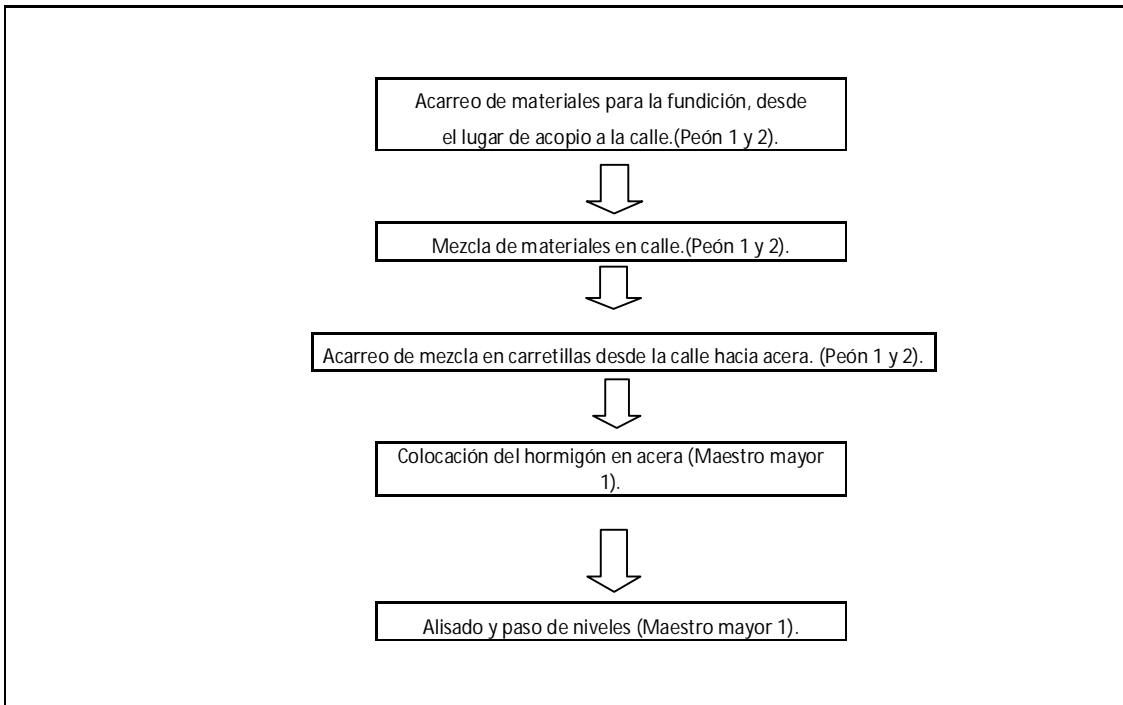 Acarreo de materiales para la fundición, desde
el lugar de acopio a la calle.(Peón 1 y 2).
Mezcla de materiales en calle.(Peón 1 y 2).
Acarreo de mezcla en carretillas desde la calle hacia acera. (Peón 1 y 2).
Colocación del hormigón en acera (Maestro mayor
1).
Alisado y paso de niveles (Maestro mayor 1).